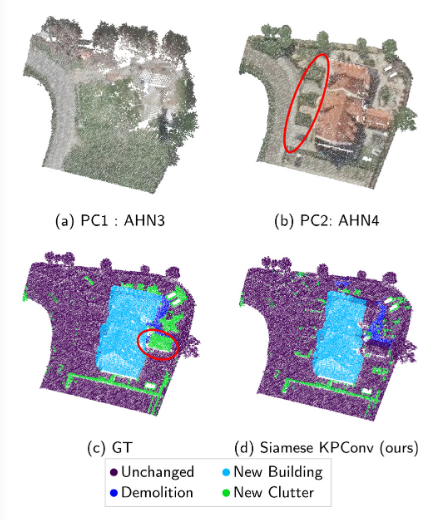 (a) PC1 : AHN3
(b) PC2: AHN4
(c) GT
(d) Siamese KPConv (ours)
Unchanged
New Building
Demolition
New Clutter